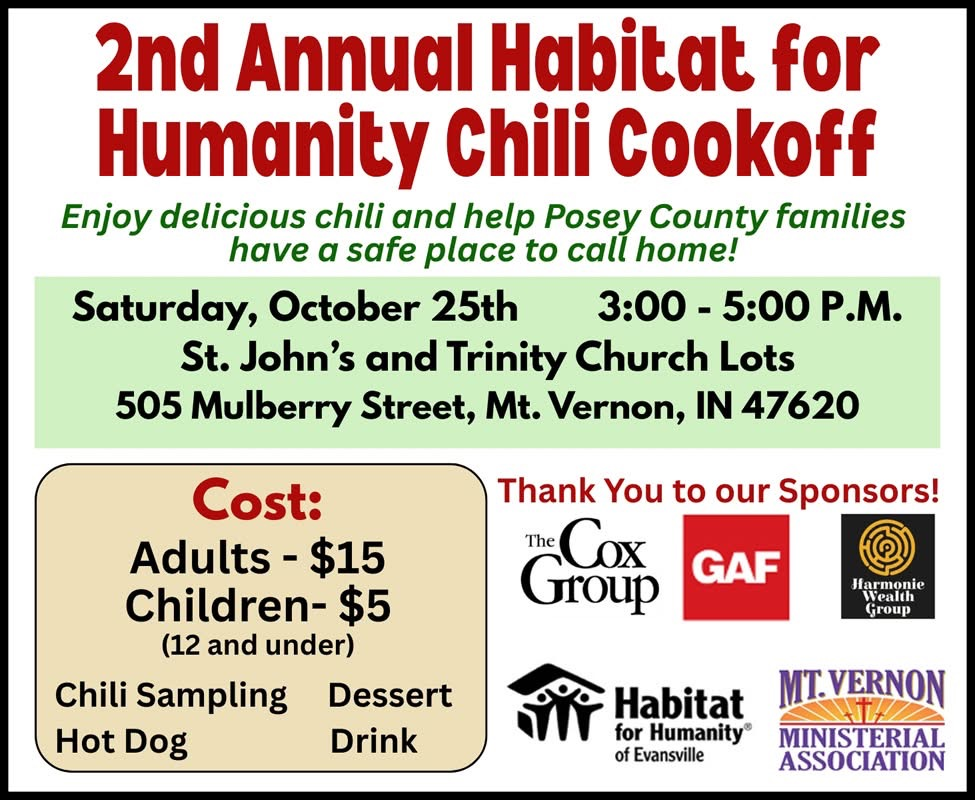 2nd Annual Habitat for
Humanity Chili Cookoff
Enjoy delicious chili and help Posey County families
have a safe place to call home!
Saturday, October 25th 3:00 - 5:00 P.M.
St. John's and Trinity Church Lots
505 Mulberry Street, Mt. Vernon, IN 47620
Cost:
Adults - $15
Children- $5
(12 and under)
Chili Sampling Dessert
Hot Dog Drink
Thank You to our Sponsors!
The Cox
Group
GAF
Harmonie
Wealth
Group
Habitat
for Humanity®
of Evansville
MT. VERNON
MINISTERIAL
ASSOCIATION